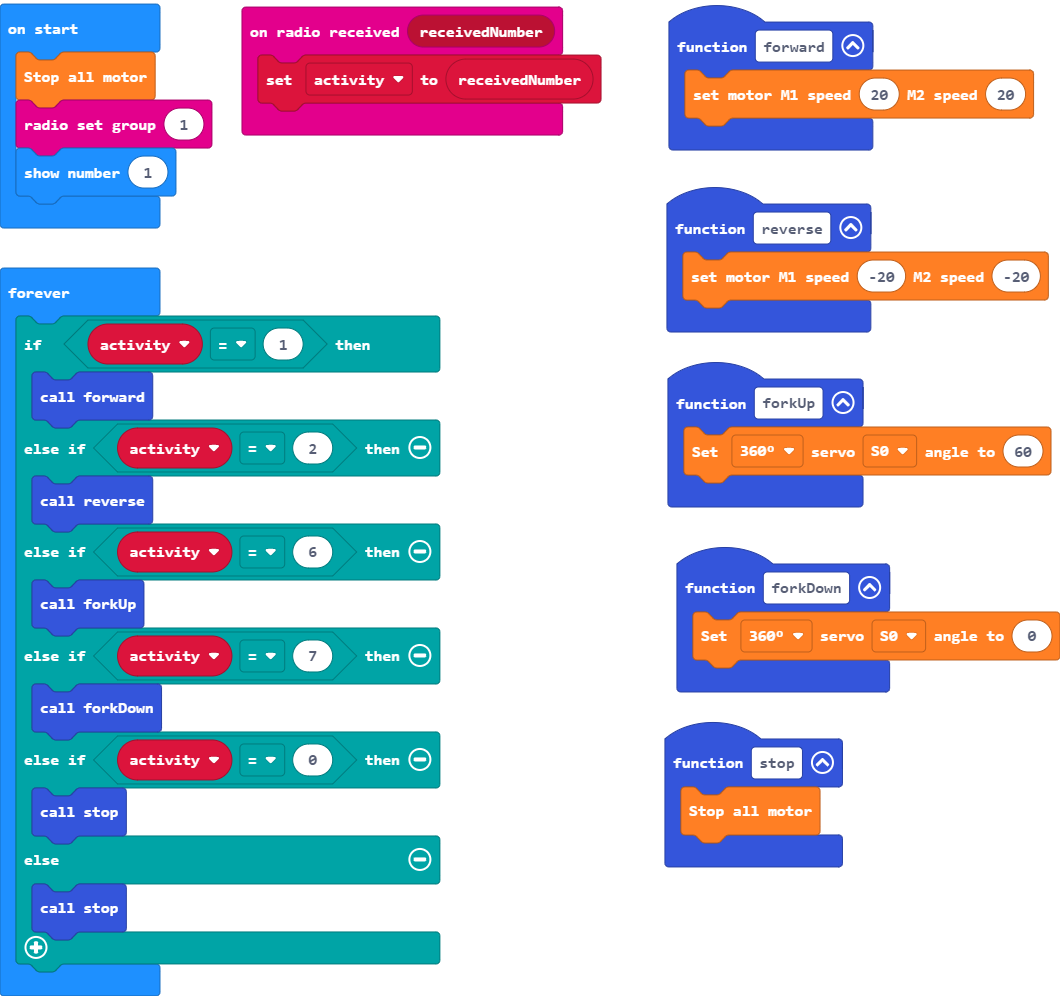 on start
Stop all motor
radio set group 1
show number 1
on radio received receivedNumber
set activity to receivedNumber
forever
if activity = 1 then
call forward
else if activity = 2 then
call reverse
else if activity = 6 then
call forkUp
else if activity = 7 then
call forkDown
else if activity = 0 then
call stop
else
call stop
function forward
set motor M1 speed 20 M2 speed 20
function reverse
set motor M1 speed -20 M2 speed -20
function forkUp
Set 360° servo S0 angle to 60
function forkDown
Set 360° servo S0 angle to 0
function stop
Stop all motor